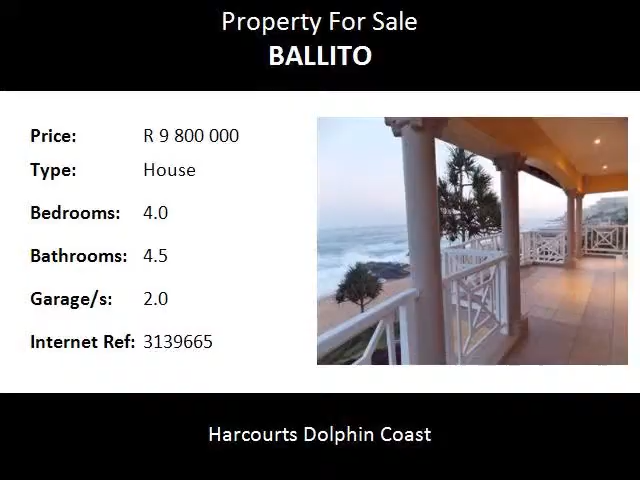 Property For Sale
BALLITO
Price: R 9 800 000
Type: House
Bedrooms: 4.0
Bathrooms: 4.5
Garage/s: 2.0
Internet Ref: 3139665
Harcourts Dolphin Coast